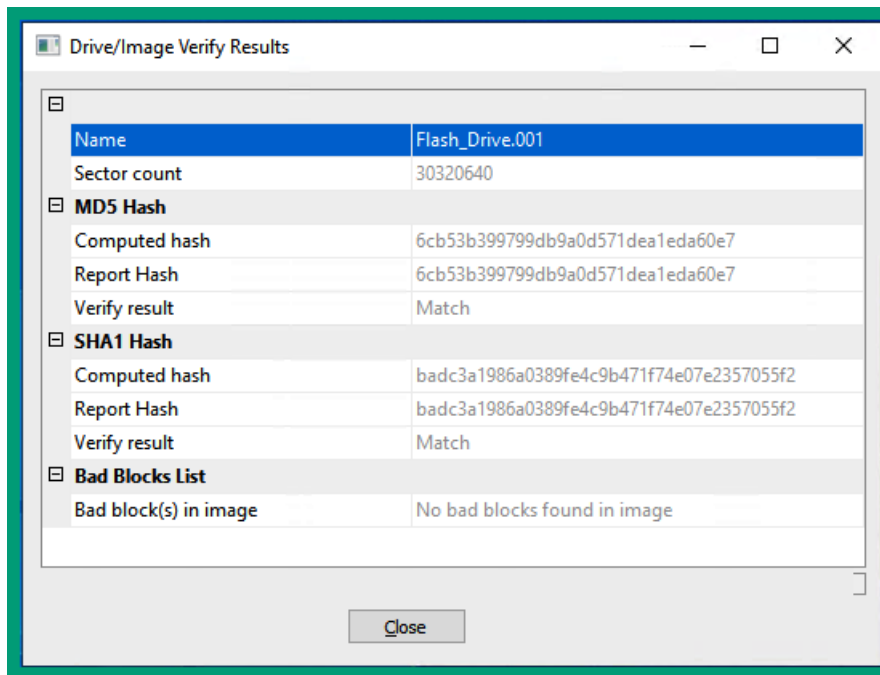 Drive/Image Verify Results
Name Flash_Drive.001
Sector count 30320640
MD5 Hash
Computed hash 6cb53b399799db9a0d571dea1eda60e7
Report Hash 6cb53b399799db9a0d571dea1eda60e7
Verify result Match
SHA1 Hash
Computed hash badc3a1986a0389fe4c9b471f74e07e2357055f2
Report Hash badc3a1986a0389fe4c9b471f74e07e2357055f2
Verify result Match
Bad Blocks List
Bad block(s) in image No bad blocks found in image
Close